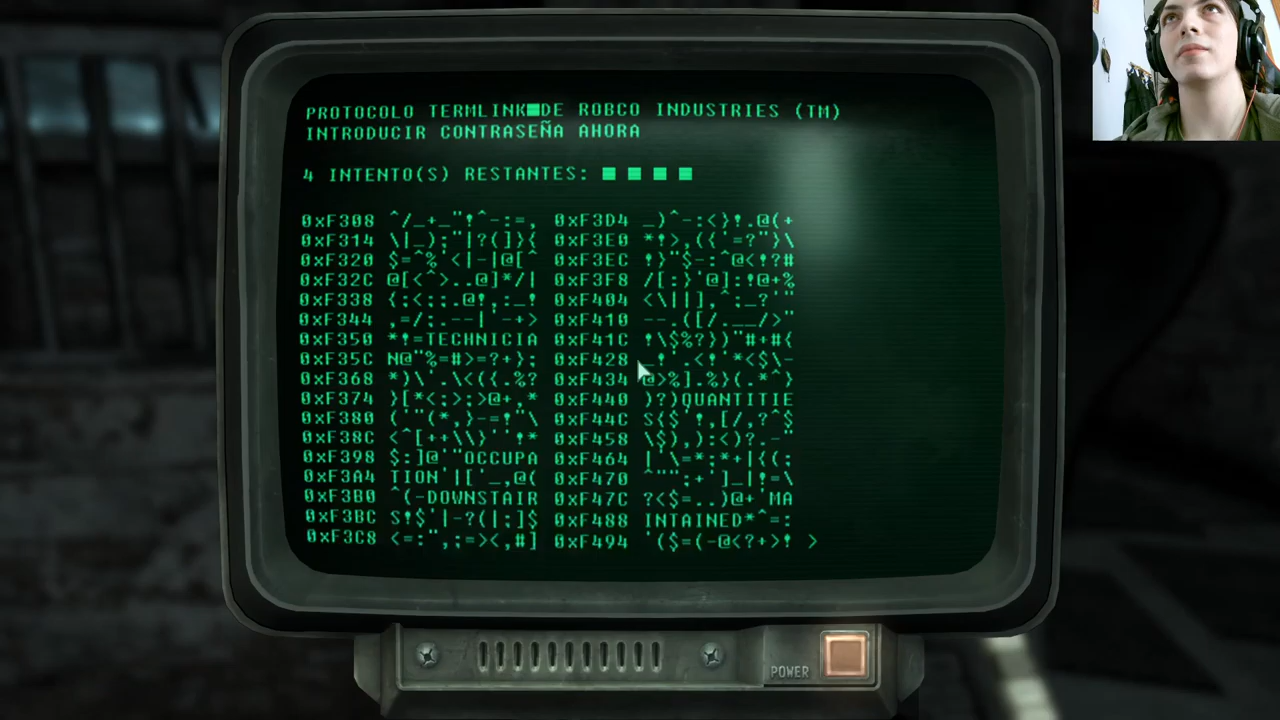 PROTOCOLO TERMLINK■DE ROBCO INDUSTRIES (TM)
INTRODUCIR CONTRASEÑA AHORA
4 INTENTO(S) RESTANTES: ■ ■ ■ ■
0xF308 ^/_+_"!^-:=, 0xF3D4 _)^-:<}!.@(+
0xF314 \|_);"|?(]}{ 0xF3E0 *!>,({'=?"}\
0xF320 $=^%'<|-|@[^ 0xF3EC !}"$-:^@<!?#
0xF32C @[<^>..@]*/| 0xF3F8 /[:}'@]:!@+%
0xF338 {;<;:.@!,:_! 0xF404 <\||],^:_?'"
0xF344 ,=/;.--|'-+> 0xF410 --.([/.__/>"
0xF350 *!=TECHNICIA 0xF41C !\$%?})"#+#{
0xF35C N@"%=#>=?+}: 0xF428 _!'.<!'*<$\-
0xF368 *)\'.\<({.%? 0xF434 @>%].%}(.*^}
0xF374 }[*<;>;>@+,* 0xF440 )?)QUANTITIE
0xF380 ('"(*,}-=!"\ 0xF44C S{$'!,[/,?^$
0xF38C <^[++\\}''!* 0xF458 \$),):<)?.-"
0xF398 $:]@'"OCCUPA 0xF464 |'\=*;*+|{(:
0xF3A4 TION'|['_,@( 0xF470 ^"";+']_|!=\
0xF3B0 ^(-DOWNSTAIR 0xF47C ?<$=..)@+'MA
0xF3BC S!$'|-?(|;]$ 0xF488 INTAINED*^=:
0xF3C8 <=:",;=><,#] 0xF494 '($=(-@<?+>! >
POWER